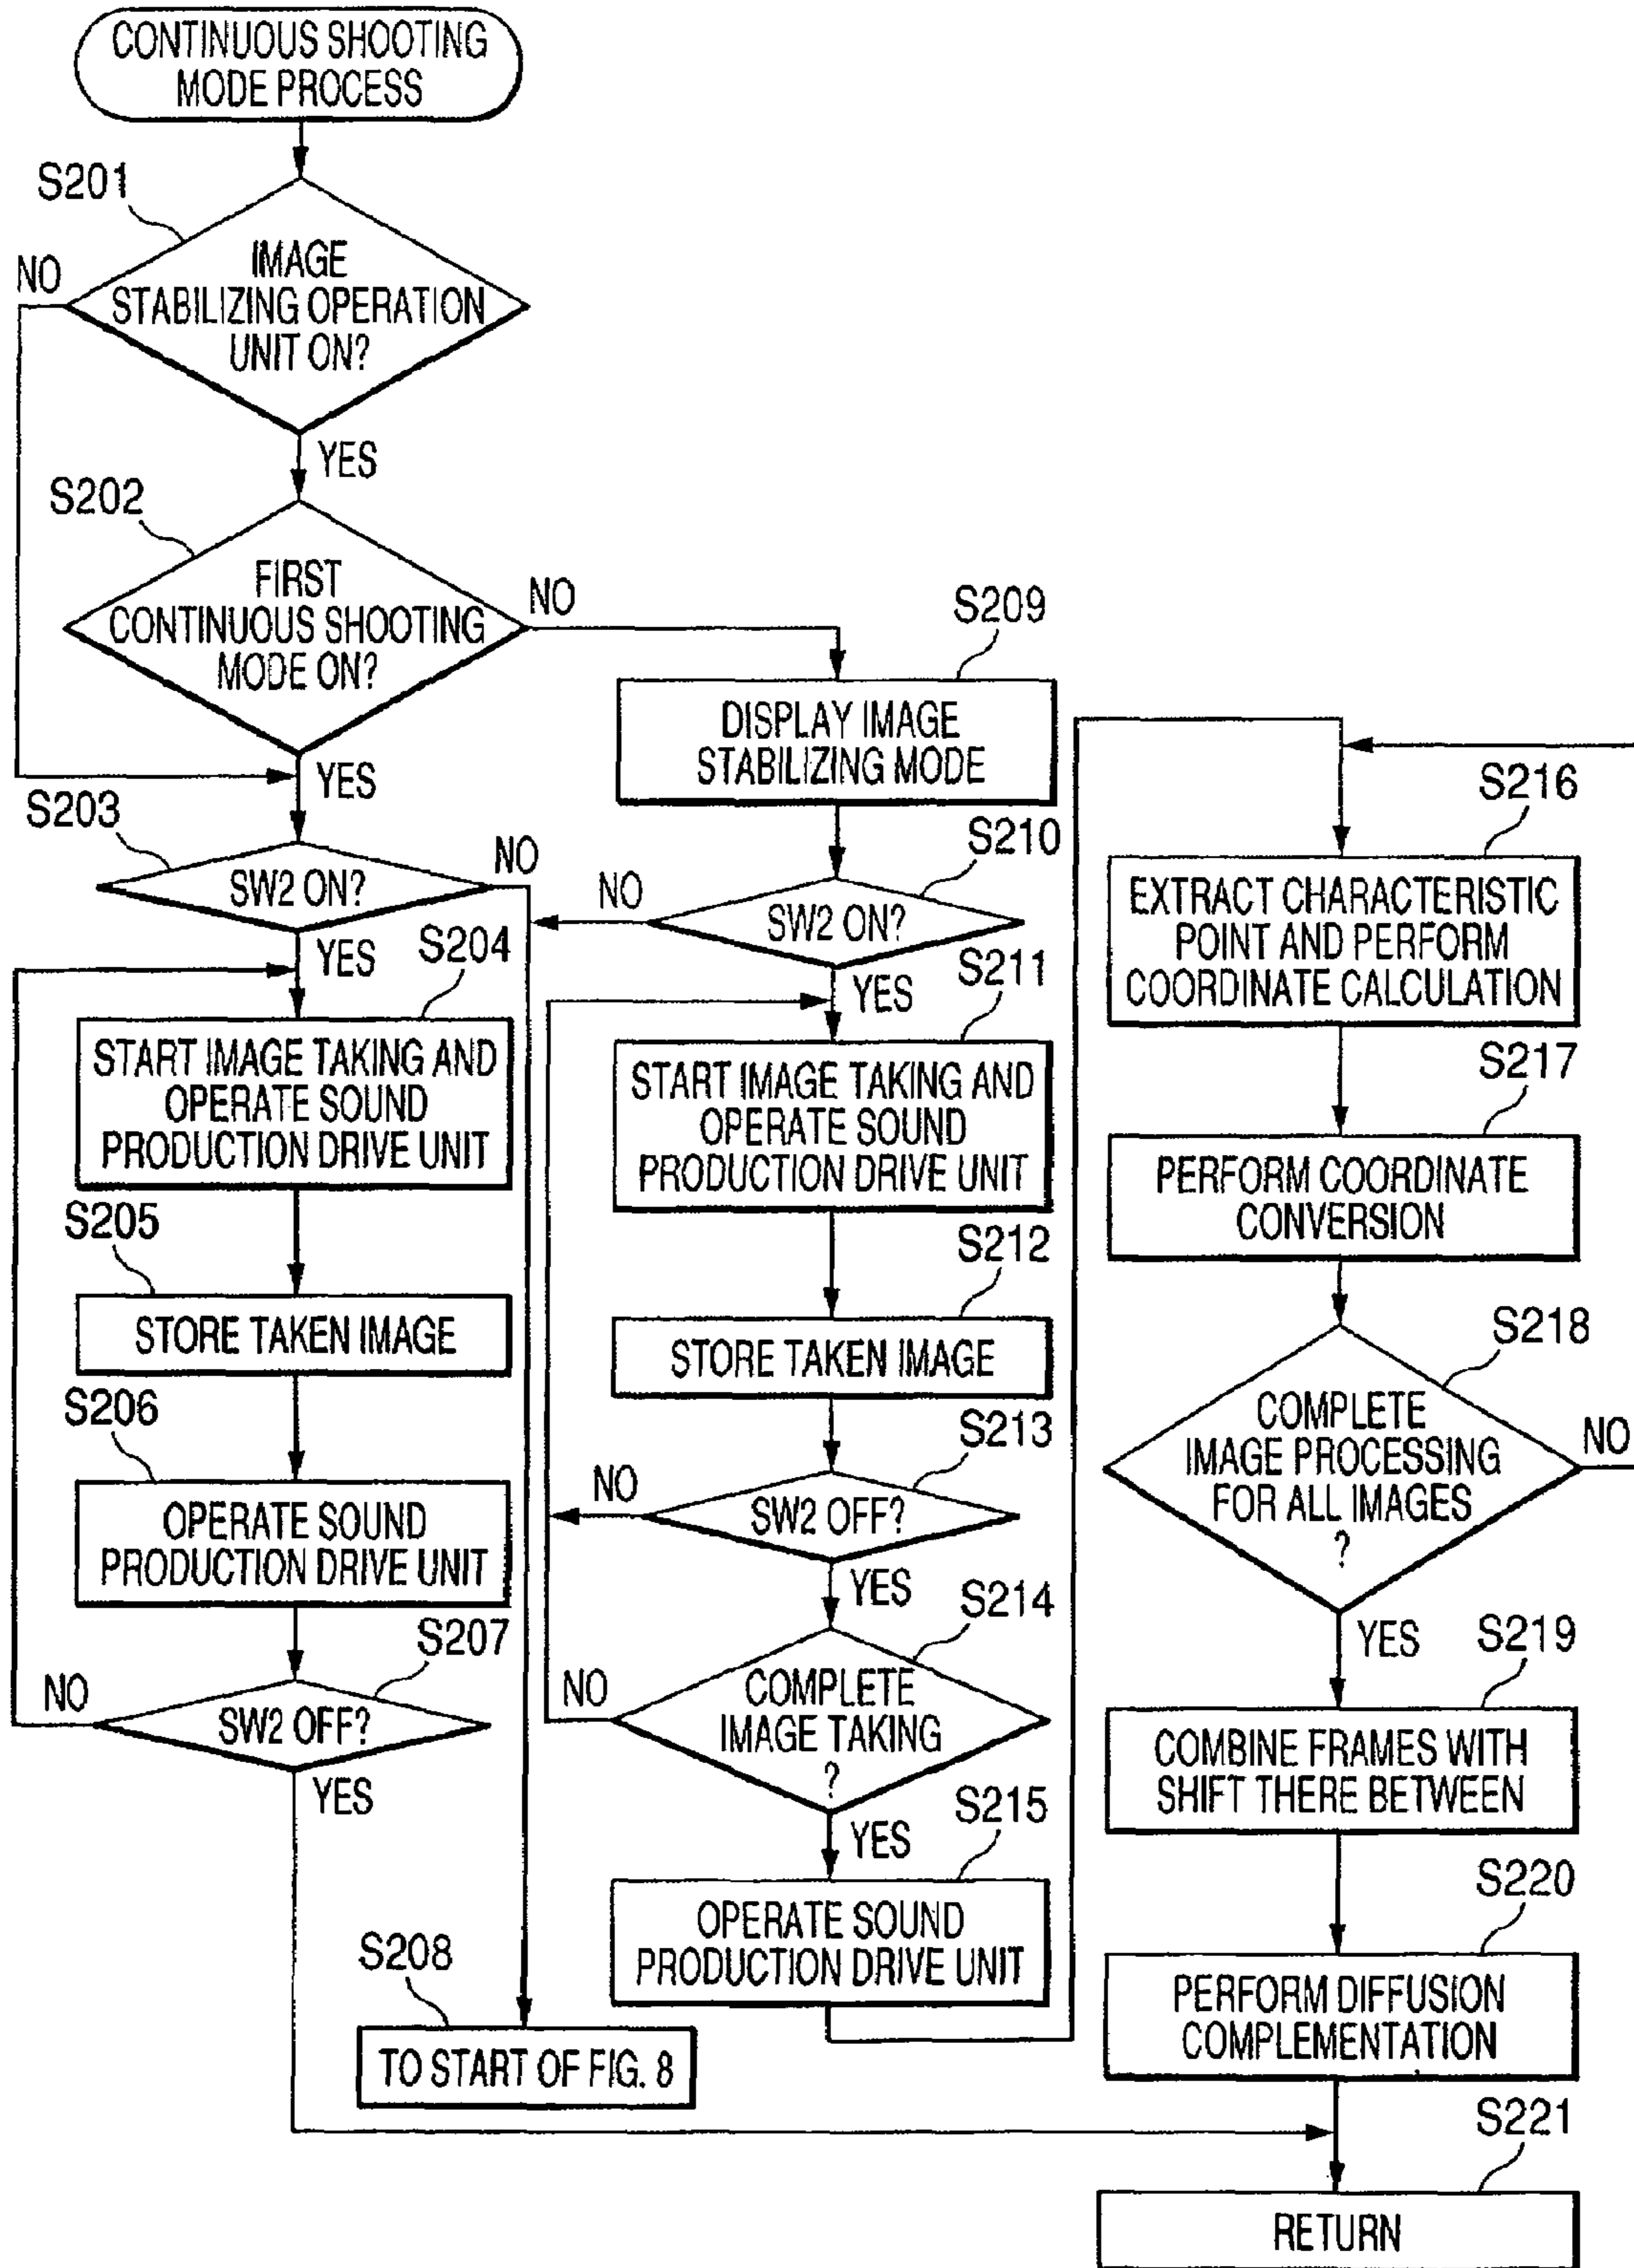 CONTINUOUS SHOOTING
MODE PROCESS
S201
IMAGE
STABILIZING OPERATION
UNIT ON?
NO
YES
S202
FIRST
CONTINUOUS SHOOTING
MODE ON?
NO
YES
S203
SW2 ON?
NO
YES
S204
START IMAGE TAKING AND
OPERATE SOUND
PRODUCTION DRIVE UNIT
S205
STORE TAKEN IMAGE
S206
OPERATE SOUND
PRODUCTION DRIVE UNIT
S207
SW2 OFF?
NO
YES
S208
TO START OF FIG. 8
S209
DISPLAY IMAGE
STABILIZING MODE
S210
SW2 ON?
NO
YES
S211
START IMAGE TAKING AND
OPERATE SOUND
PRODUCTION DRIVE UNIT
S212
STORE TAKEN IMAGE
S213
SW2 OFF?
NO
YES
S214
COMPLETE
IMAGE TAKING
?
NO
YES
S215
OPERATE SOUND
PRODUCTION DRIVE UNIT
S216
EXTRACT CHARACTERISTIC
POINT AND PERFORM
COORDINATE CALCULATION
S217
PERFORM COORDINATE
CONVERSION
S218
COMPLETE
IMAGE PROCESSING
FOR ALL IMAGES
?
NO
YES
S219
COMBINE FRAMES WITH
SHIFT THERE BETWEEN
S220
PERFORM DIFFUSION
COMPLEMENTATION
S221
RETURN